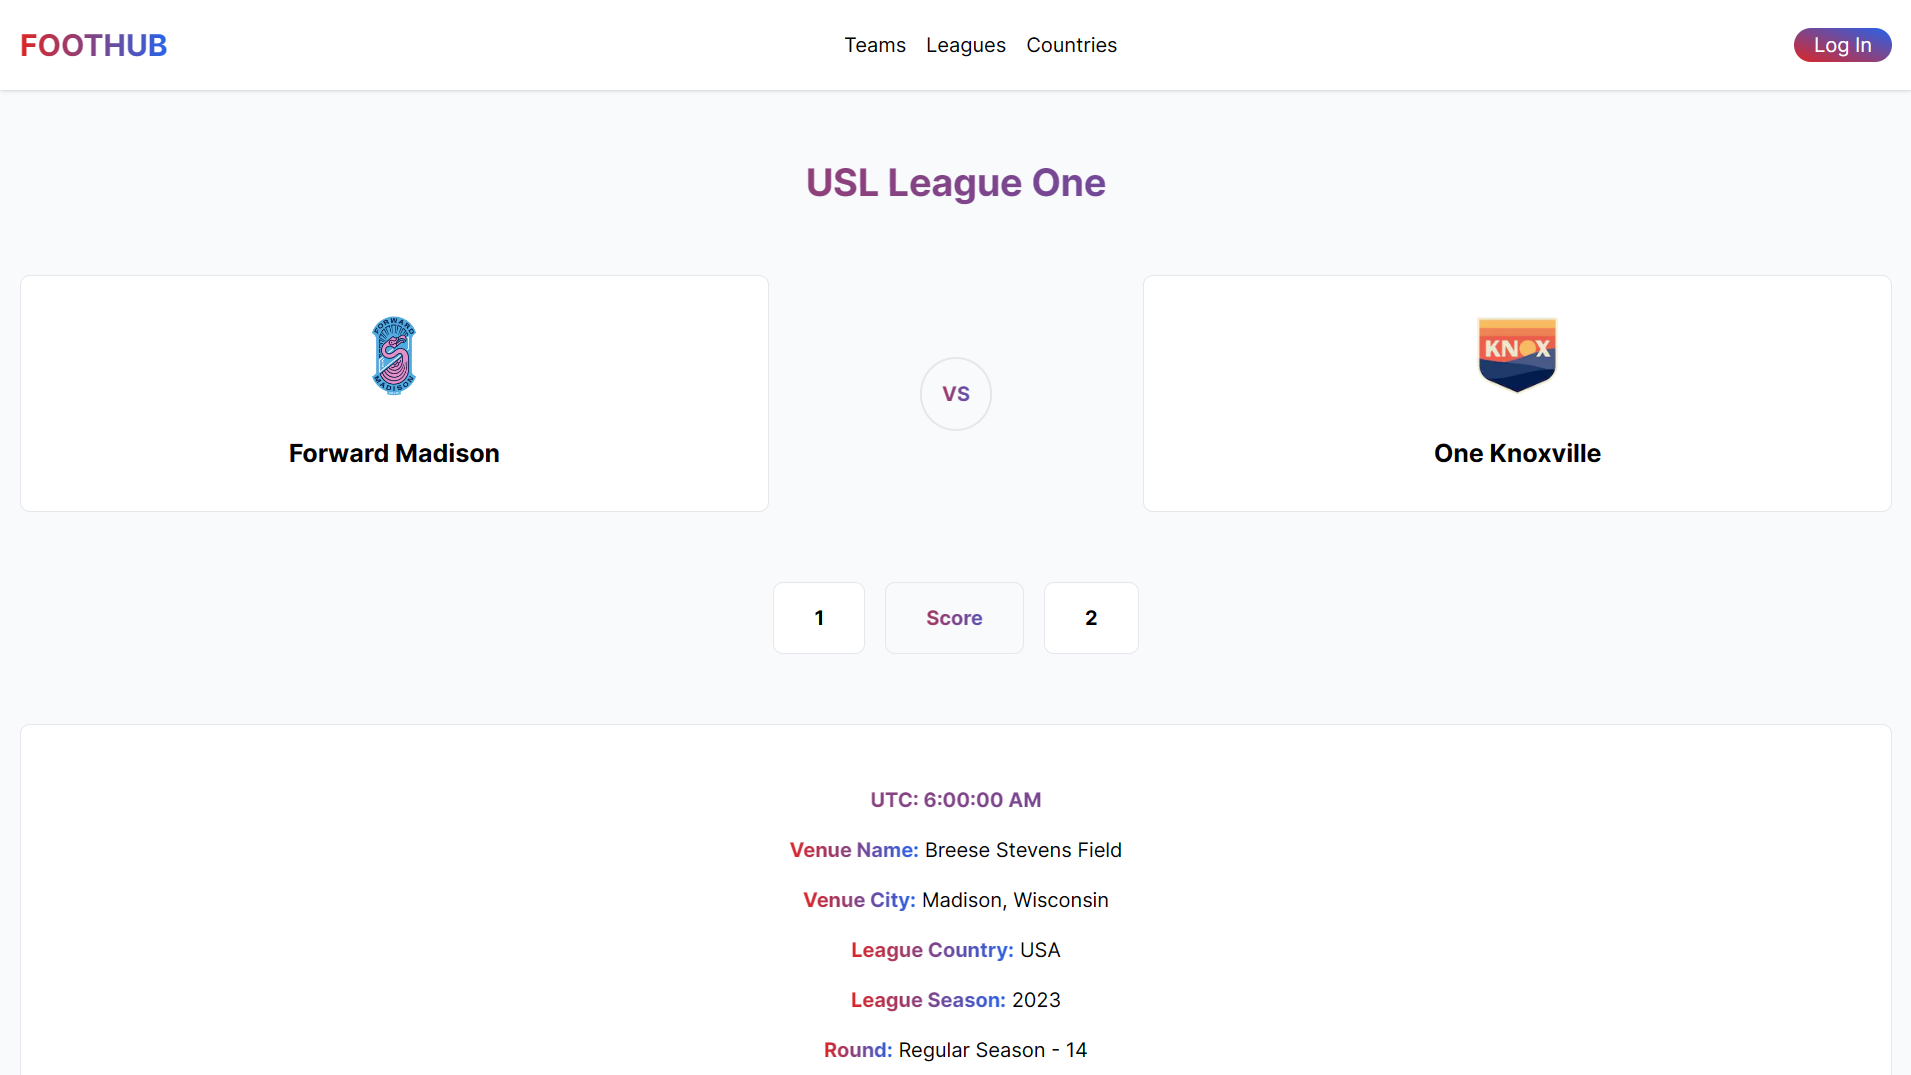 FOOTHUB
Teams Leagues Countries
Log In
USL League One
FORWARD
MADISON
Forward Madison
VS
KNOX
One Knoxville
1 Score 2
UTC: 6:00:00 AM
Venue Name: Breese Stevens Field
Venue City: Madison, Wisconsin
League Country: USA
League Season: 2023
Round: Regular Season - 14